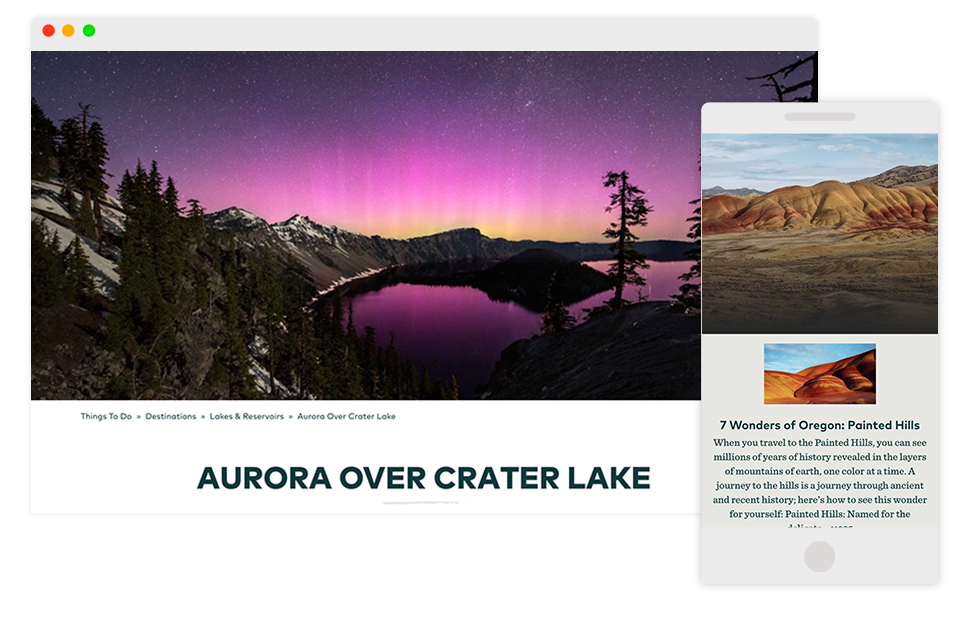 Things To Do » Destinations » Lakes & Reservoirs » Aurora Over Crater Lake
AURORA OVER CRATER LAKE
7 Wonders of Oregon: Painted Hills
When you travel to the Painted Hills, you can see
millions of years of history revealed in the layers
of mountains of earth, one color at a time. A
journey to the hills is a journey through ancient
and recent history; here's how to see this wonder
for yourself: Painted Hills: Named for the